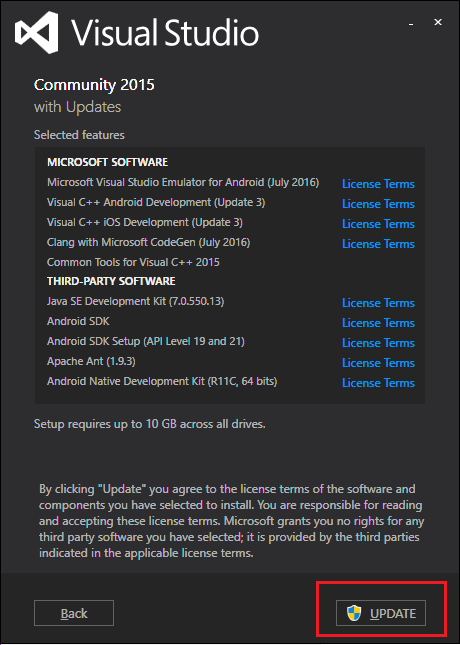 Visual Studio
Community 2015
with Updates
Selected features
MICROSOFT SOFTWARE
Microsoft Visual Studio Emulator for Android (July 2016) License Terms
Visual C++ Android Development (Update 3) License Terms
Visual C++ iOS Development (Update 3) License Terms
Clang with Microsoft CodeGen (July 2016) License Terms
Common Tools for Visual C++ 2015
THIRD-PARTY SOFTWARE
Java SE Development Kit (7.0.550.13) License Terms
Android SDK License Terms
Android SDK Setup (API Level 19 and 21) License Terms
Apache Ant (1.9.3) License Terms
Android Native Development Kit (R11C, 64 bits) License Terms
Setup requires up to 10 GB across all drives.
By clicking "Update" you agree to the license terms of the software and
components you have selected to install. You are responsible for reading
and accepting these license terms. Microsoft grants you no rights for any
third party software you have selected; it is provided by the third parties
indicated in the applicable license terms.
Back UPDATE